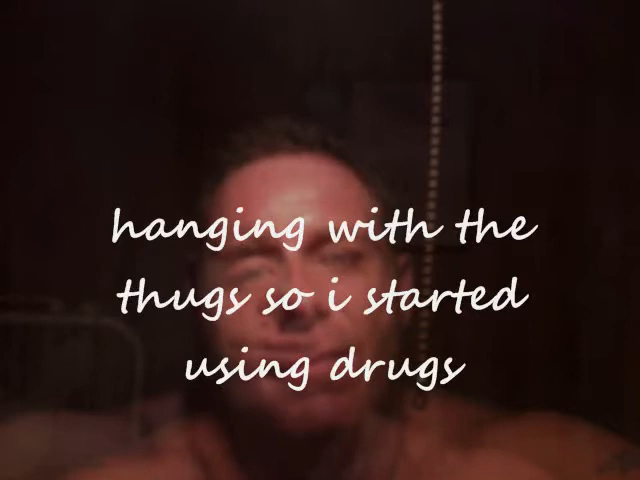 hanging with the
thugs so i started
using drugs